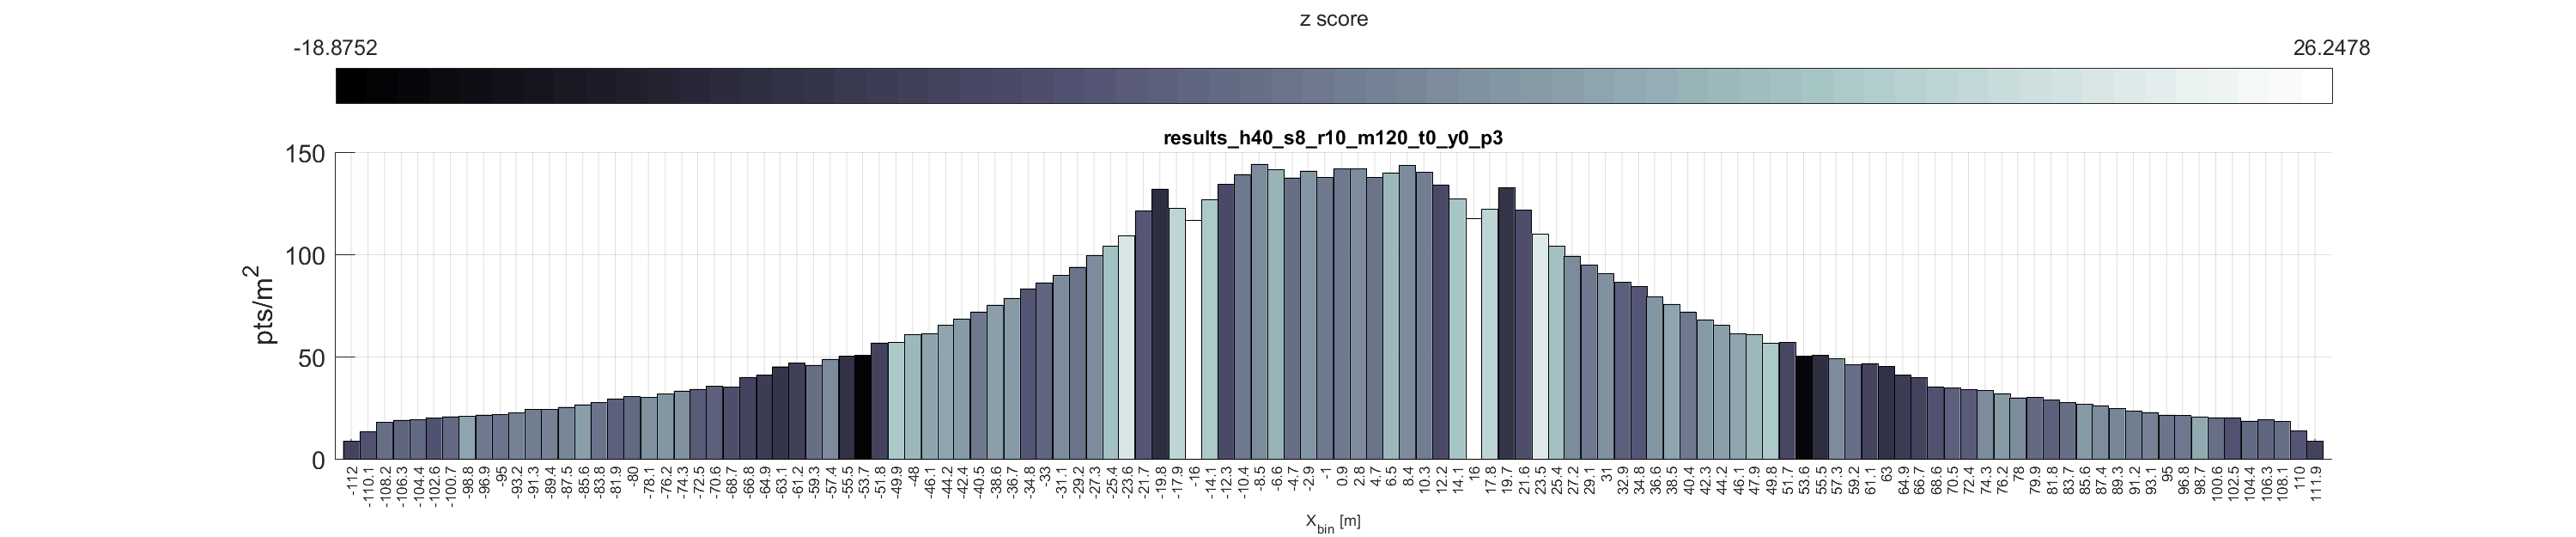 z score
-18.8752 26.2478
results_h40_s8_r10_m120_t0_y0_p3
150
100
50
0
pts/m2
-112 -110.1 -108.2 -106.3 -104.4 -102.6 -100.7 -98.8 -96.9 -95 -93.2 -91.3 -89.4 -87.5 -85.6 -83.8 -81.9 -80 -78.1 -76.2 -74.3 -72.5 -70.6 -68.7 -66.8 -64.9 -63.1 -61.2 -59.3 -57.4 -55.5 -53.7 -51.8 -49.9 -48 -46.1 -44.2 -42.4 -40.5 -38.6 -36.7 -34.8 -33 -31.1 -29.2 -27.3 -25.4 -23.6 -21.7 -19.8 -17.9 -16 -14.1 -12.3 -10.4 -8.5 -6.6 -4.7 -2.9 -1 0.9 2.8 4.7 6.5 8.4 10.3 12.2 14.1 16 17.8 19.7 21.6 23.5 25.4 27.2 29.1 31 32.9 34.8 36.6 38.5 40.4 42.3 44.2 46.1 47.9 49.8 51.7 53.6 55.5 57.3 59.2 61.1 63 64.9 66.7 68.6 70.5 72.4 74.3 76.2 78 79.9 81.8 83.7 85.6 87.4 89.3 91.2 93.1 95 96.8 98.7 100.6 102.5 104.4 106.3 108.1 110 111.9
Xbin [m]